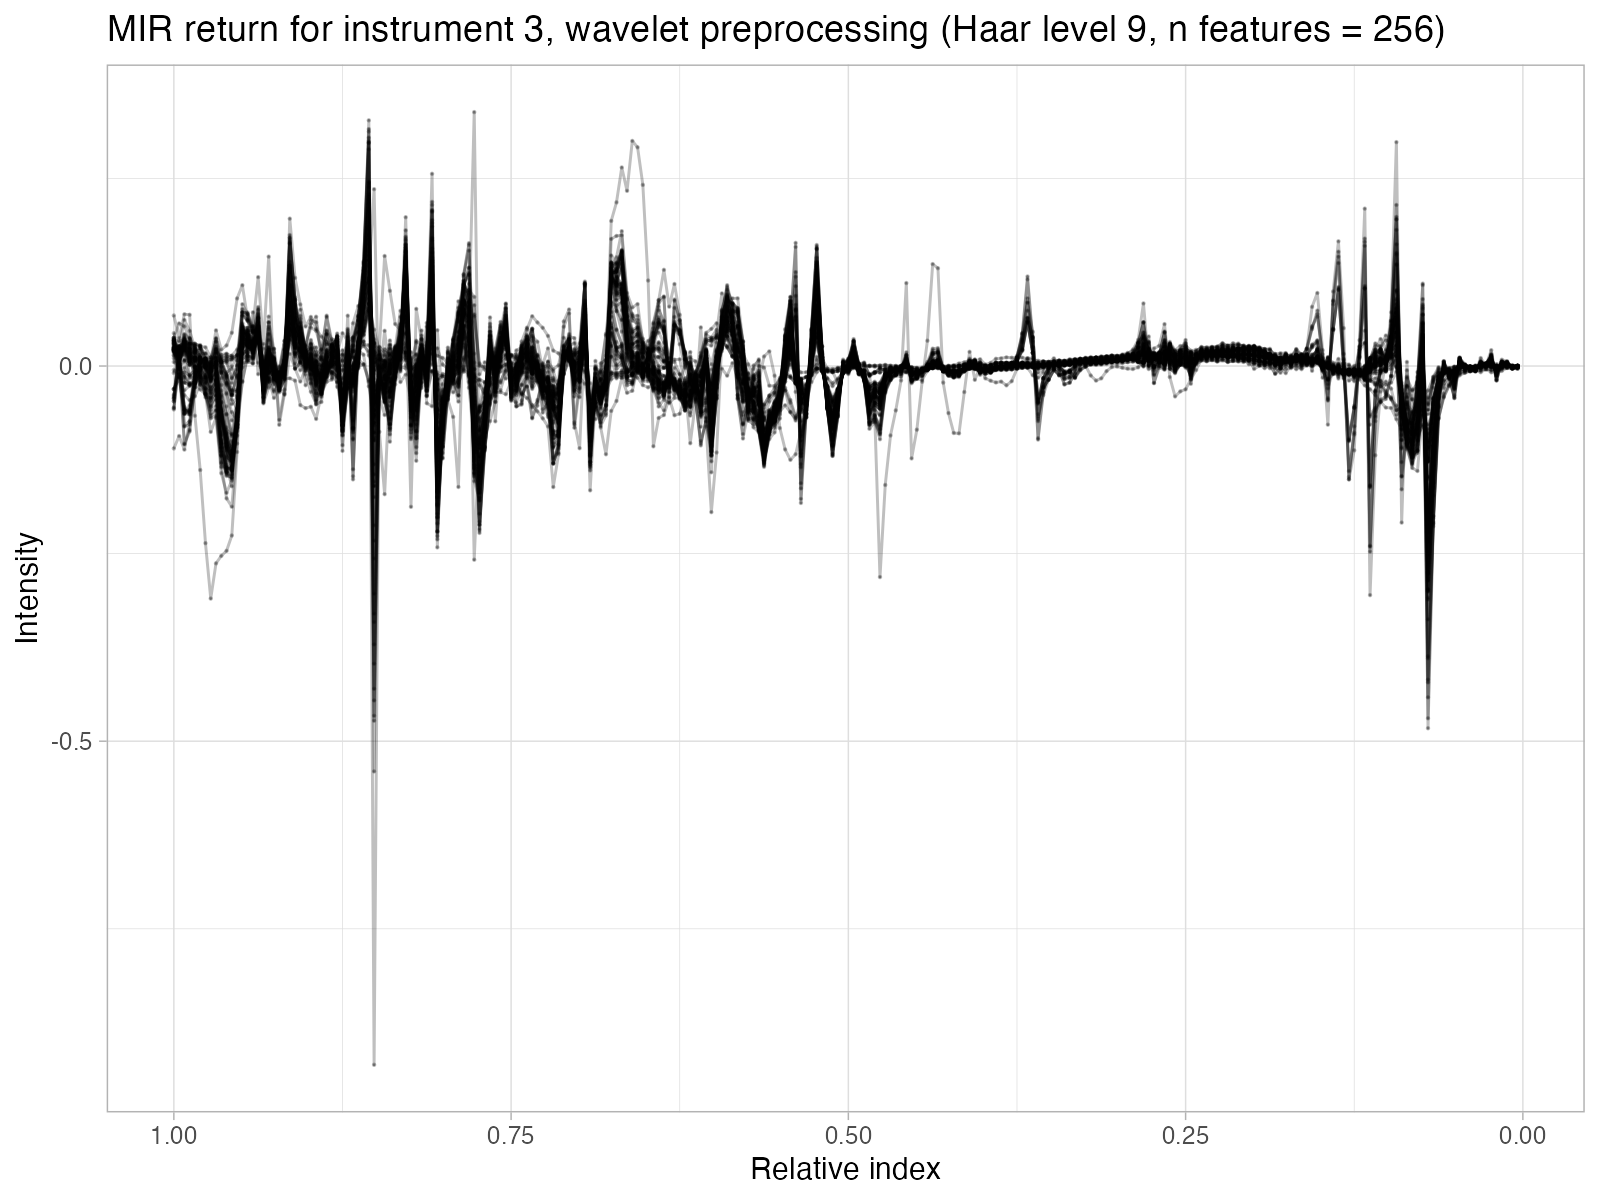 MIR return for instrument 3, wavelet preprocessing (Haar level 9, n features = 256)
0.0
-0.5
Intensity
1.00 0.75 0.50 0.25 0.00
Relative index